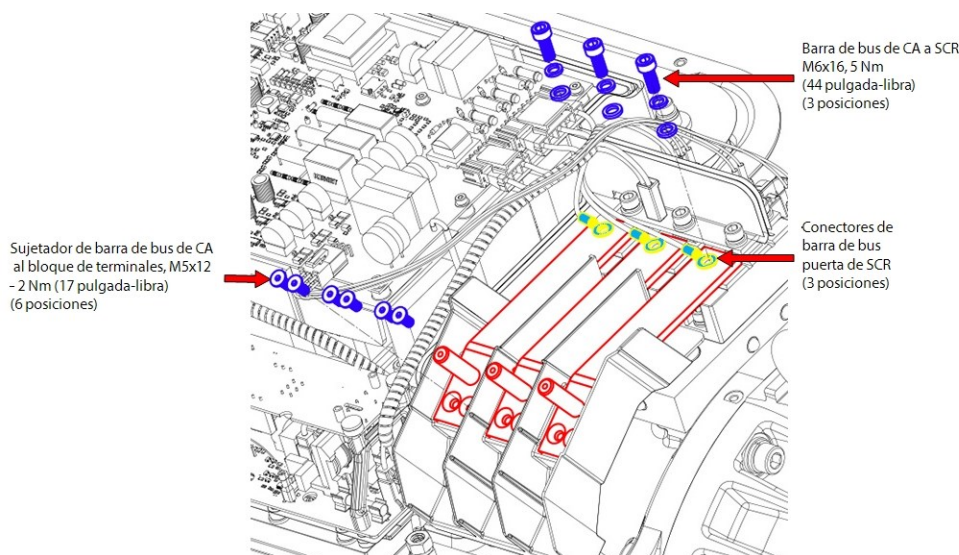 Barra de bus de CA a SCR
M6x16, 5 Nm
(44 pulgada-libra)
(3 posiciones)
Sujetador de barra de bus de CA
al bloque de terminales, M5x12
- 2 Nm (17 pulgada-libra)
(6 posiciones)
Conectores de
barra de bus
puerta de SCR
(3 posiciones)